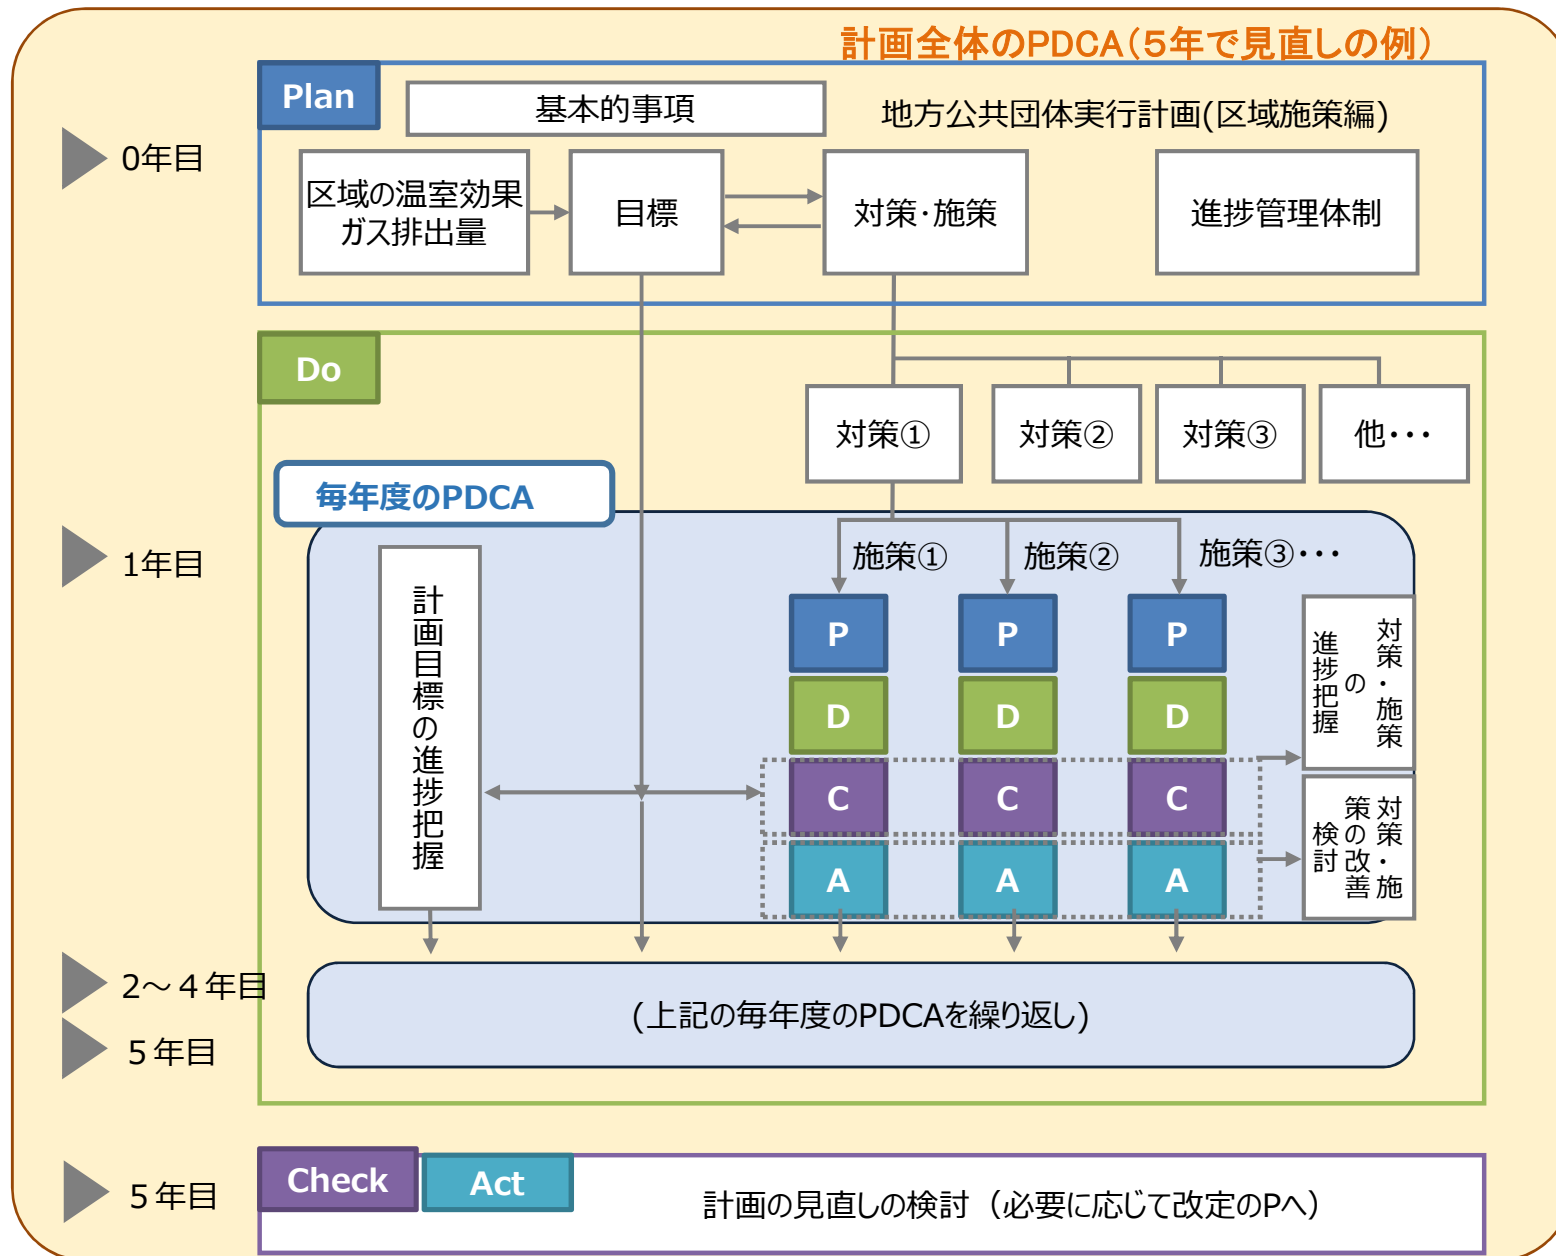 計画全体のPDCA（５年で見直しの例）
Plan
基本的事項
地方公共団体実行計画(区域施策編)
0年目
区域の温室効果
ガス排出量
目標
対策・施策
進捗管理体制
Do
対策①
対策②
対策③
他・・・
毎年度のPDCA
1年目
施策①
施策②
施策③・・・
計画目標の進捗把握
P
P
P
D
D
D
C
C
C
A
A
A
対策・施策
の
進捗把握
対策・施
策の改善
検討
2～４年目
５年目
(上記の毎年度のPDCAを繰り返し)
５年目
Check
Act
計画の見直しの検討（必要に応じて改定のPへ）